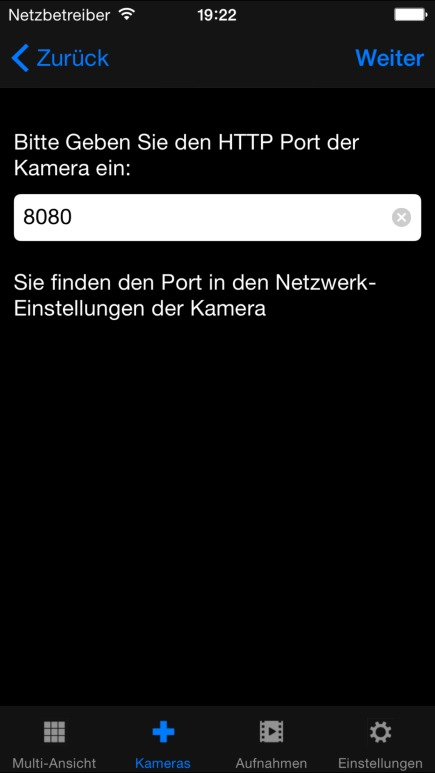 Netzbetreiber 19:22
Zurück Weiter
Bitte Geben Sie den HTTP Port der
Kamera ein:
8080
Sie finden den Port in den Netzwerk-
Einstellungen der Kamera
Multi-Ansicht Kameras Aufnahmen Einstellungen